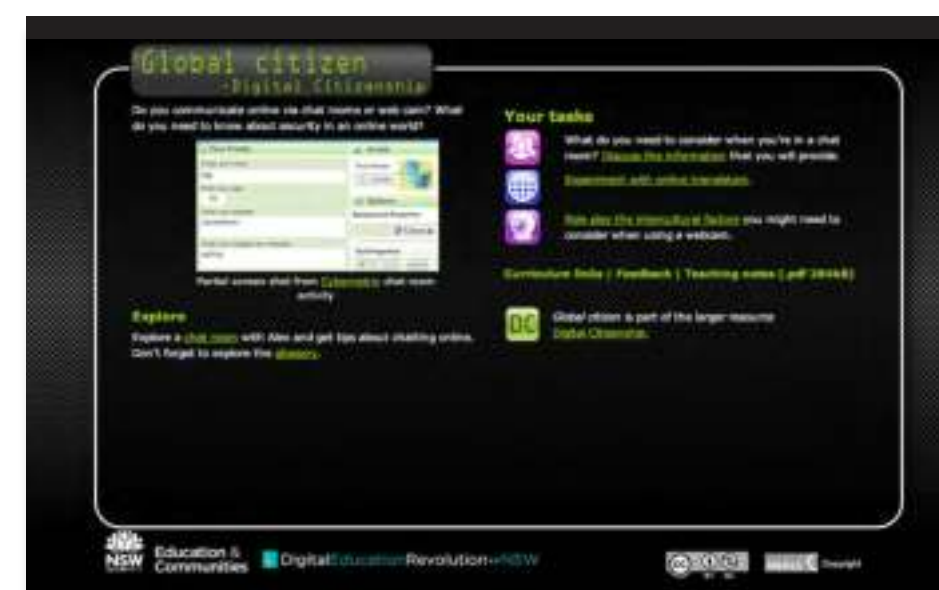 Global citizen
-Digital Citizenship
Do you communicate online via chat rooms or web cam? What
do you need to know about security in an online world?
Partial screen shot from chat room
activity
Explore
Explore a chat room with Alex and get tips about chatting online.
Don't forget to explore the glossary.
Your tasks
What do you need to consider when you're in a chat
room? Discuss the information that you will provide.
Experiment with online translators.
Role play the intercultural factors you might need to
consider when using a webcam.
Curriculum links | Feedback | Teaching notes (.pdf
DC
Global citizen is part of the larger resource
Digital Citizenship.
NSW
Education &
Communities
DigitalEducationRevolution NSW
Copyright